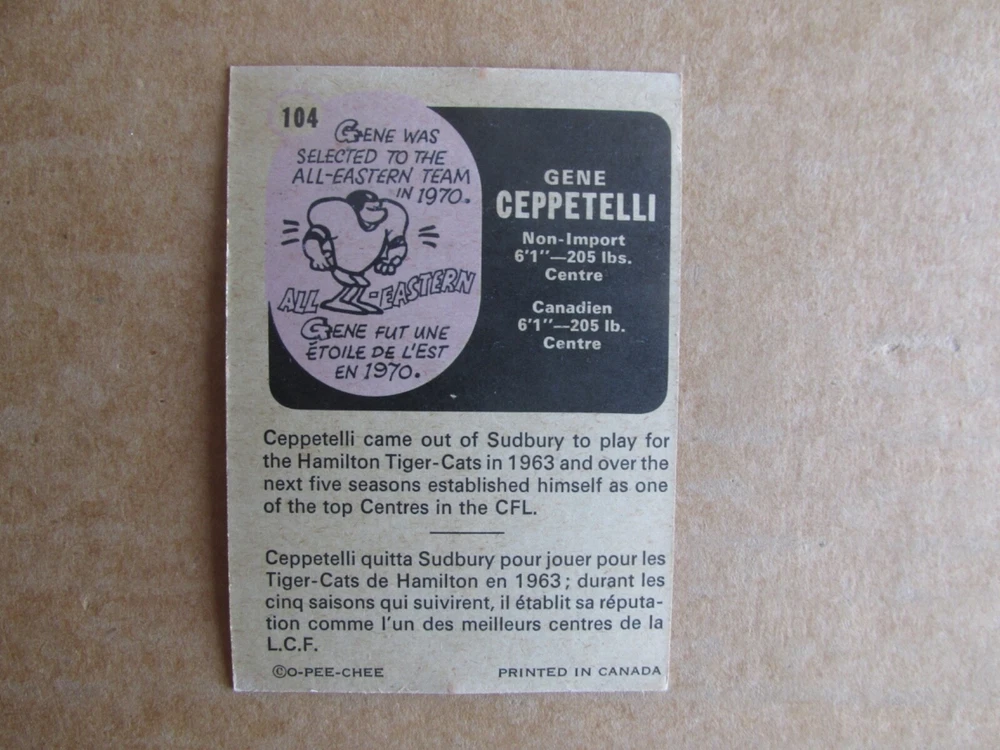 104
GENE WAS
SELECTED TO THE
ALL-EASTERN TEAM
IN 1970.
ALL-EASTERN
GENE FUT UNE
ÉTOILE DE L'EST
EN 1970.
GENE
CEPPETELLI
Non-Import
6'1"—205 lbs.
Centre
Canadien
6'1"—205 lb.
Centre
Ceppetelli came out of Sudbury to play for
the Hamilton Tiger-Cats in 1963 and over the
next five seasons established himself as one
of the top Centres in the CFL.
Ceppetelli quitta Sudbury pour jouer pour les
Tiger-Cats de Hamilton en 1963; durant les
cinq saisons qui suivirent, il établit sa réputa-
tion comme l'un des meilleurs centres de la
L.C.F.
©O-PEE-CHEE
PRINTED IN CANADA